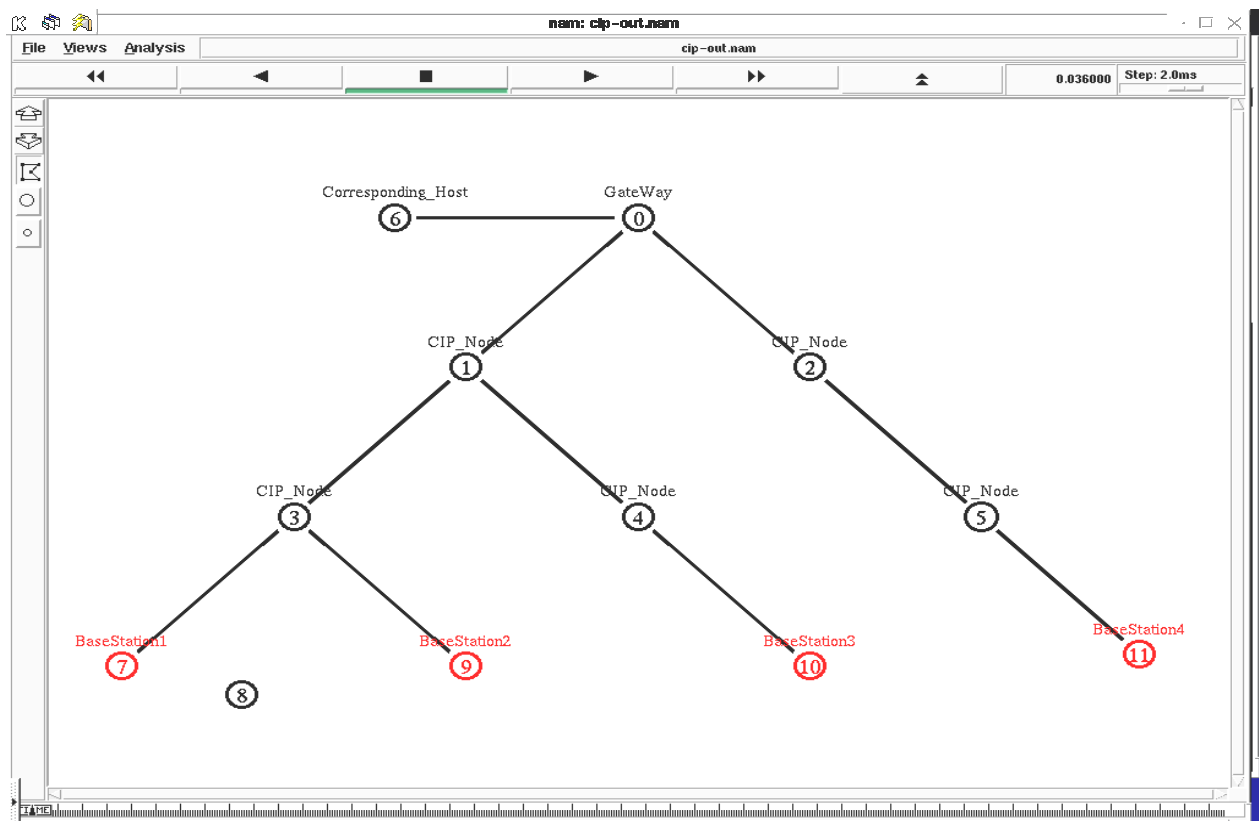 nam: cip-out.nam
File Views Analysis cip-out.nam
0.036000 Step: 2.0ms
Corresponding_Host GateWay
6 0
CIP_Node CIP_Node
1 2
CIP_Node CIP_Node CIP_Node
3 4 5
BaseStation1 BaseStation2 BaseStation3 BaseStation4
7 9 10 11
8
TIME